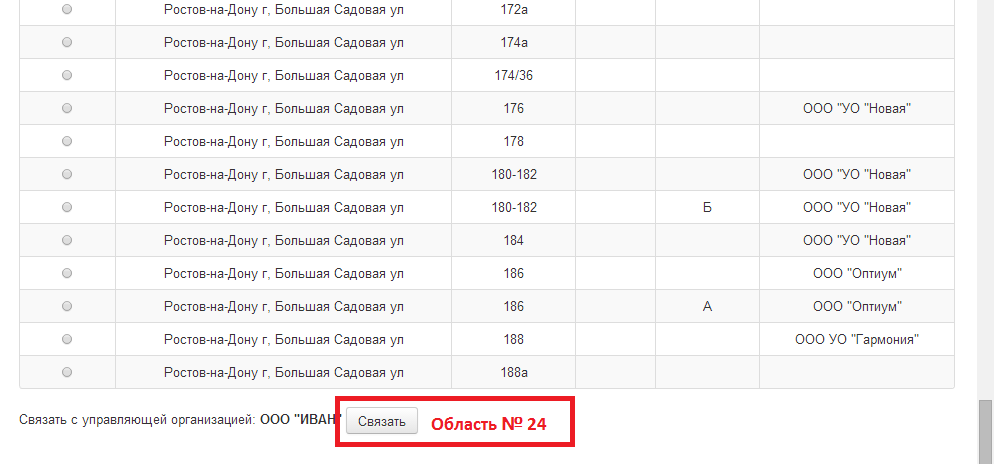 Ростов-на-Дону г, Большая Садовая ул 172а
Ростов-на-Дону г, Большая Садовая ул 174а
Ростов-на-Дону г, Большая Садовая ул 174/36
Ростов-на-Дону г, Большая Садовая ул 176 ООО "УО "Новая"
Ростов-на-Дону г, Большая Садовая ул 178
Ростов-на-Дону г, Большая Садовая ул 180-182 ООО "УО "Новая"
Ростов-на-Дону г, Большая Садовая ул 180-182 Б ООО "УО "Новая"
Ростов-на-Дону г, Большая Садовая ул 184 ООО "УО "Новая"
Ростов-на-Дону г, Большая Садовая ул 186 ООО "Оптиум"
Ростов-на-Дону г, Большая Садовая ул 186 А ООО "Оптиум"
Ростов-на-Дону г, Большая Садовая ул 188 ООО УО "Гармония"
Ростов-на-Дону г, Большая Садовая ул 188а
Связать с управляющей организацией: ООО "ИВАН" Связать Область № 24